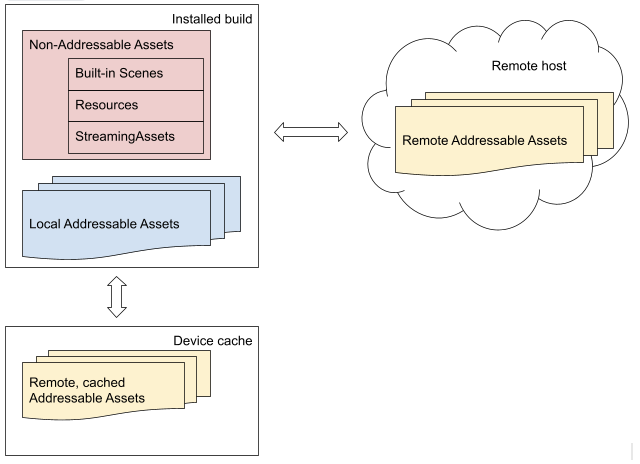 Installed build
Non-Addressable Assets
Built-in Scenes
Resources
StreamingAssets
Local Addressable Assets
Remote host
Remote Addressable Assets
Device cache
Remote, cached
Addressable Assets